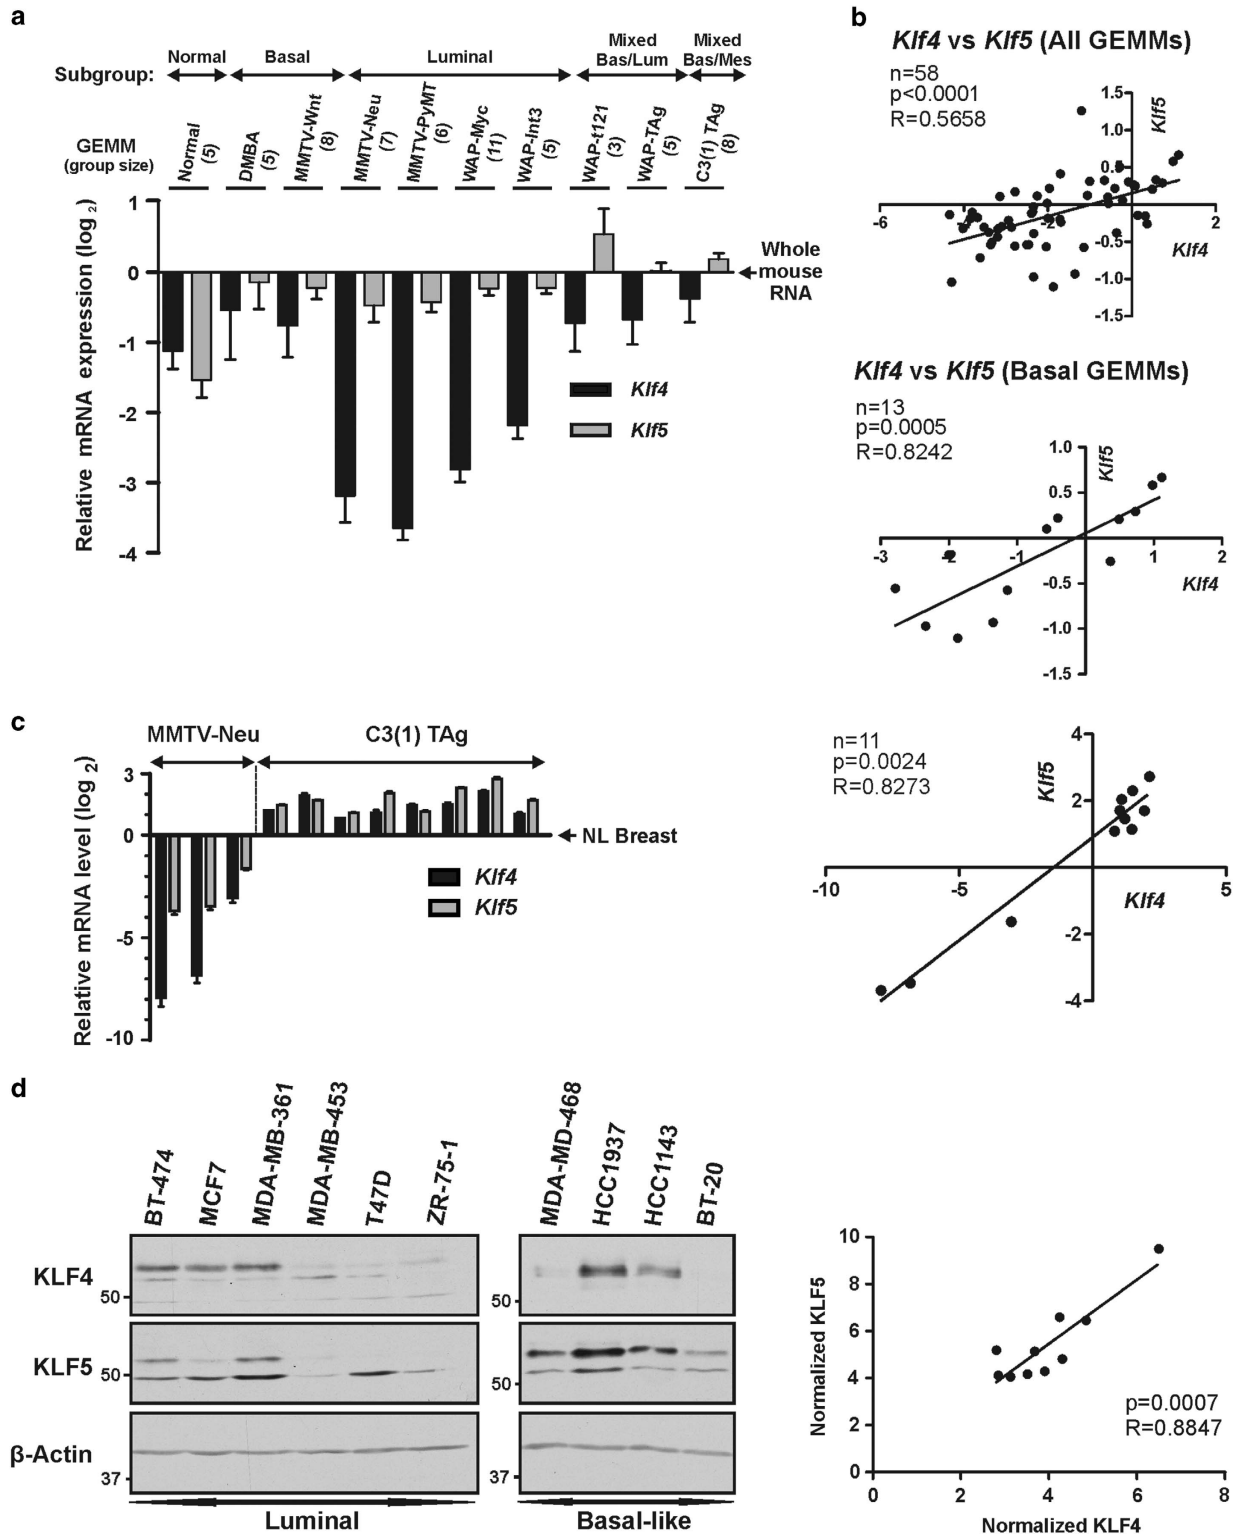 a
Subgroup:
Normal
Basal
Luminal
Mixed
Bas/Lum
Mixed
Bas/Mes
GEMM
(group size)
Normal
(5)
DMBA
(5)
MMTV-Wnt
(8)
MMTV-Neu
(7)
MMTV-PyMT
(6)
WAP-Myc
(11)
WAP-Int3
(5)
WAP-t121
(3)
WAP-TAg
(5)
C3(1) TAg
(8)
Relative mRNA expression (log 2)
1
0
-1
-2
-3
-4
Whole
mouse
RNA
Klf4
Klf5
b
Klf4 vs Klf5 (All GEMMs)
n=58
p<0.0001
R=0.5658
1.5
1.0
0.5
-0.5
-1.0
-1.5
-6
-2
2
Klf5
Klf4
Klf4 vs Klf5 (Basal GEMMs)
n=13
p=0.0005
R=0.8242
1.0
0.5
-0.5
-1.0
-1.5
-3
-2
-1
1
2
Klf5
Klf4
c
MMTV-Neu
C3(1) TAg
Relative mRNA level (log 2)
3
0
-5
-10
NL Breast
Klf4
Klf5
n=11
p=0.0024
R=0.8273
4
2
-2
-4
-10
-5
5
Klf5
Klf4
d
BT-474
MCF7
MDA-MB-361
MDA-MB-453
T47D
ZR-75-1
MDA-MD-468
HCC1937
HCC1143
BT-20
KLF4
50
50
KLF5
50
50
β-Actin
37
37
Luminal
Basal-like
Normalized KLF5
10
8
6
4
2
0
p=0.0007
R=0.8847
0
2
4
6
8
Normalized KLF4